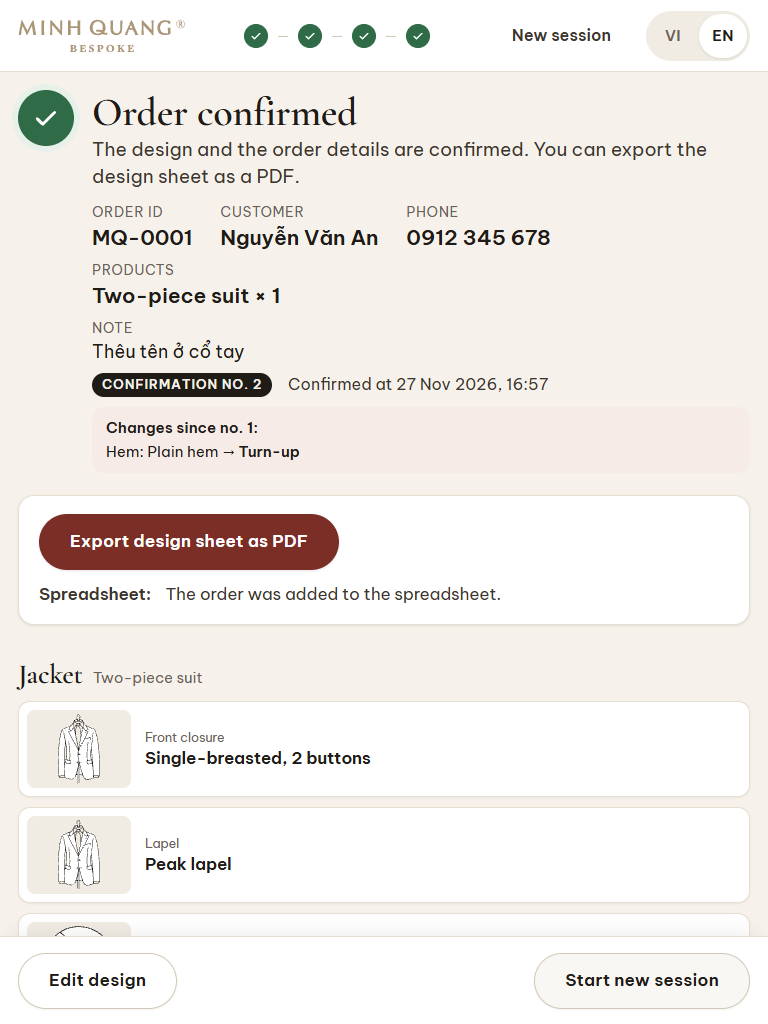 MINH QUANG®
BESPOKE
New session
VI
EN
Order confirmed
The design and the order details are confirmed. You can export the
design sheet as a PDF.
ORDER ID
MQ-0001
CUSTOMER
Nguyễn Văn An
PHONE
0912 345 678
PRODUCTS
Two-piece suit × 1
NOTE
Thêu tên ở cổ tay
CONFIRMATION NO. 2
Confirmed at 27 Nov 2026, 16:57
Changes since no. 1:
Hem: Plain hem → Turn-up
Export design sheet as PDF
Spreadsheet: The order was added to the spreadsheet.
Jacket Two-piece suit
Front closure
Single-breasted, 2 buttons
Lapel
Peak lapel
Edit design
Start new session